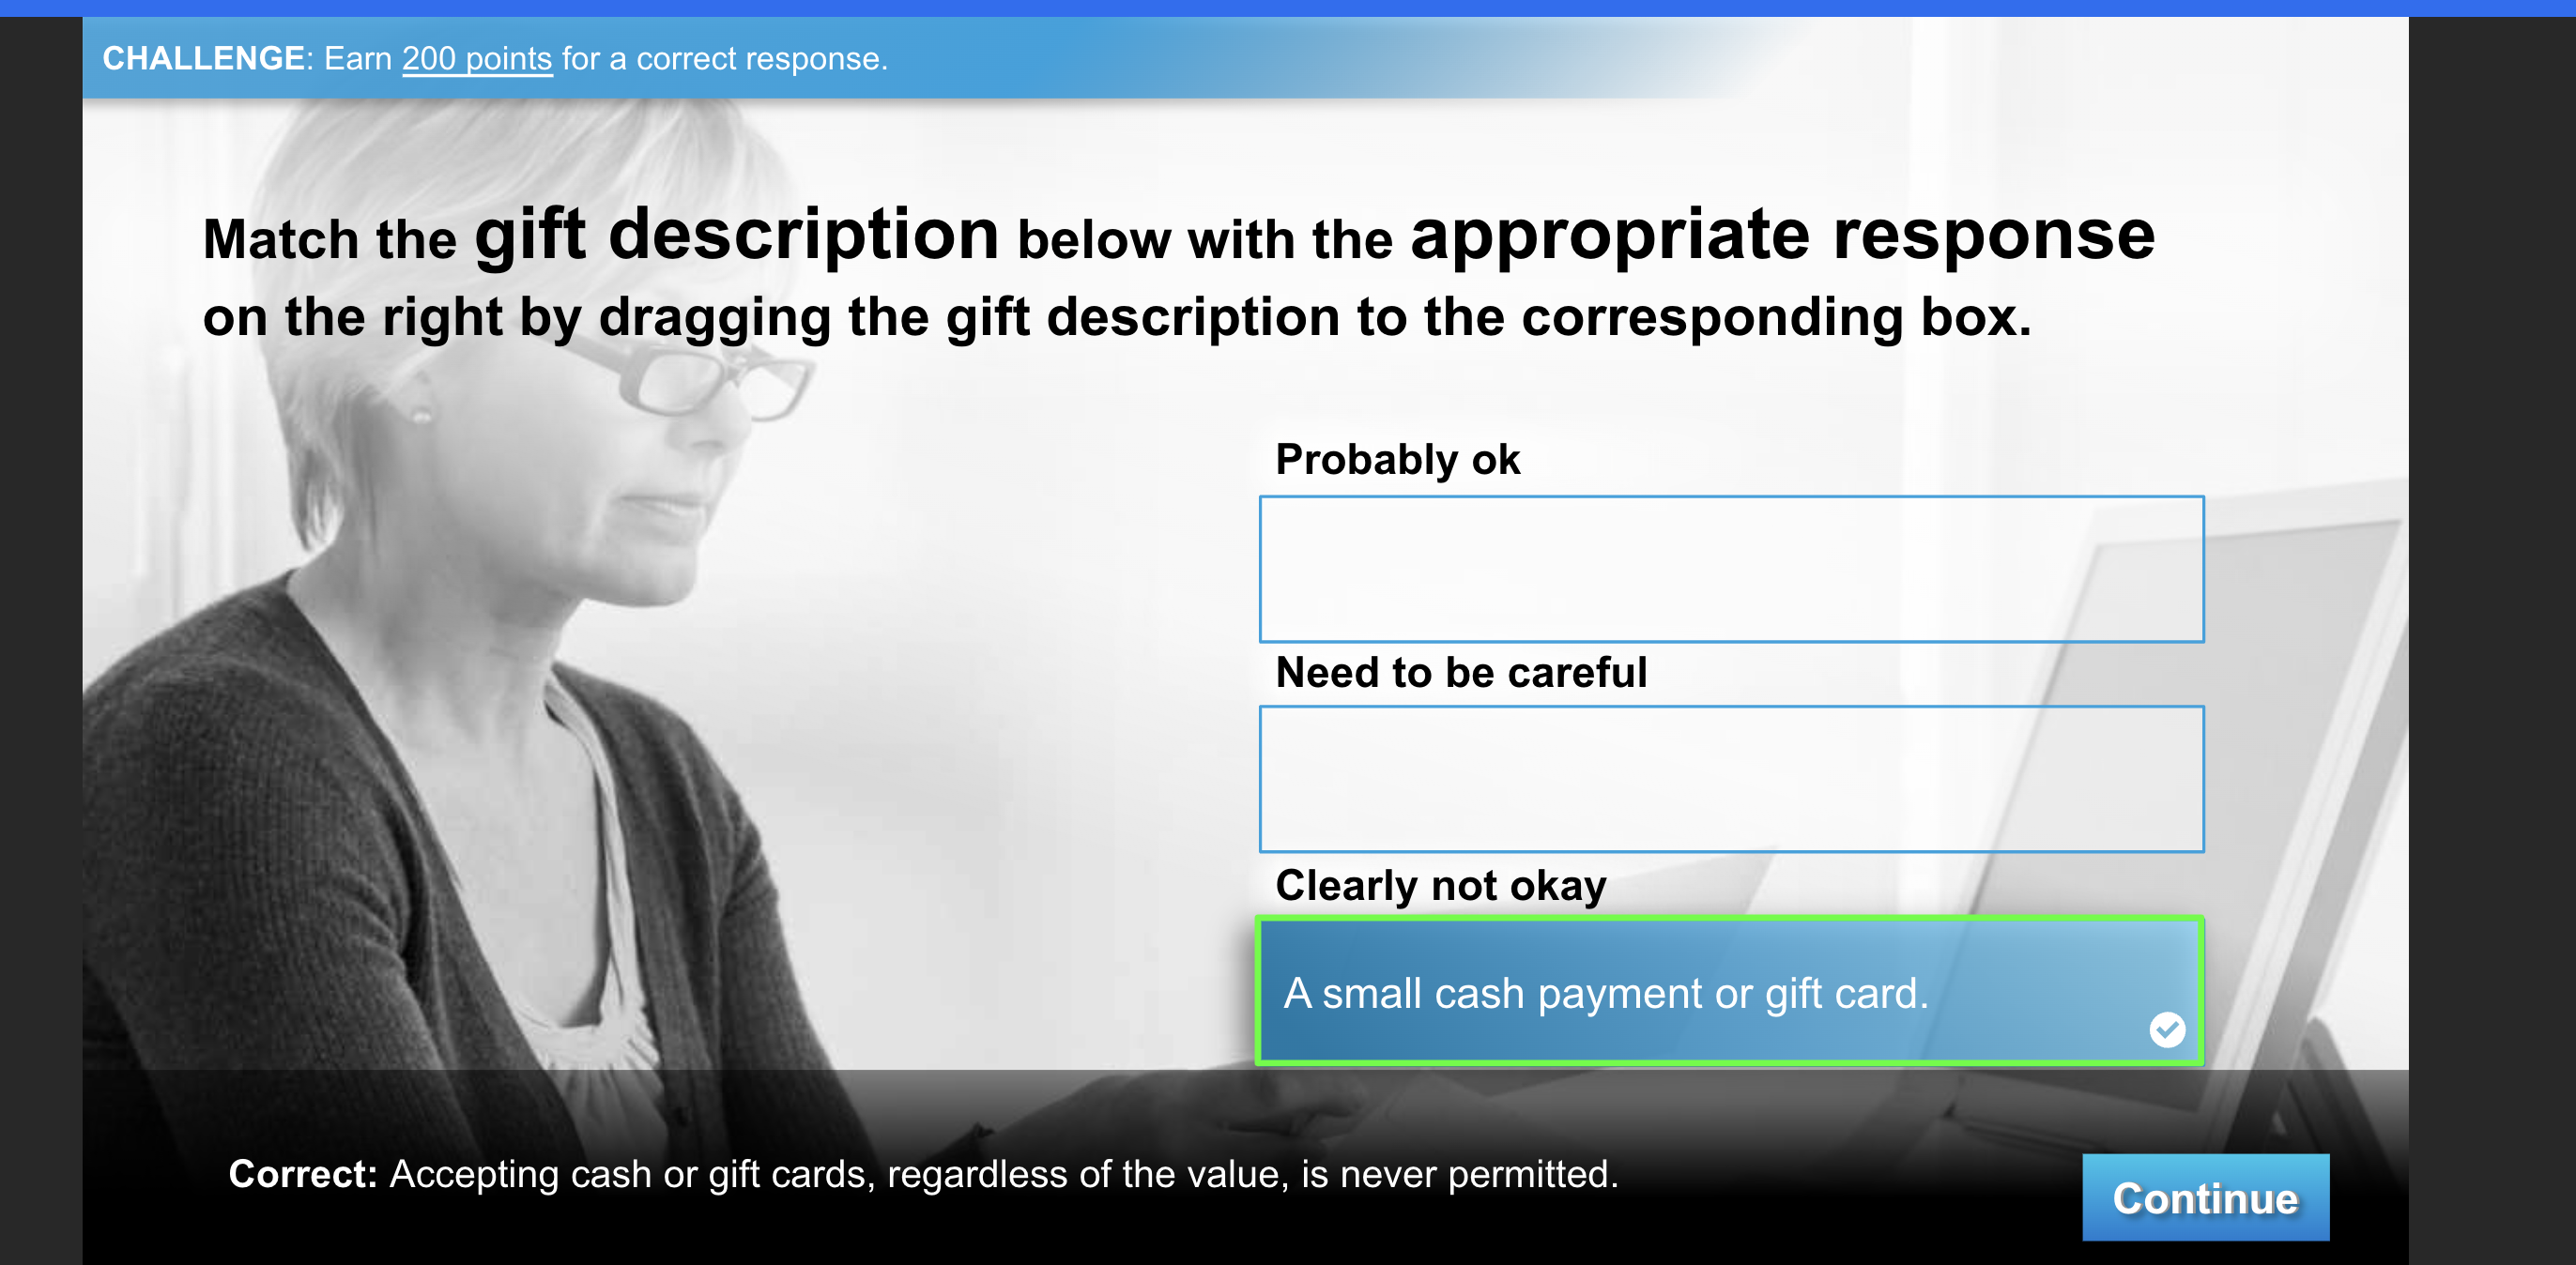 CHALLENGE: Earn 200 points for a correct response.
Match the gift description below with the appropriate response
on the right by dragging the gift description to the corresponding box.
Probably ok
Need to be careful
Clearly not okay
A small cash payment or gift card.
Correct: Accepting cash or gift cards, regardless of the value, is never permitted.
Continue